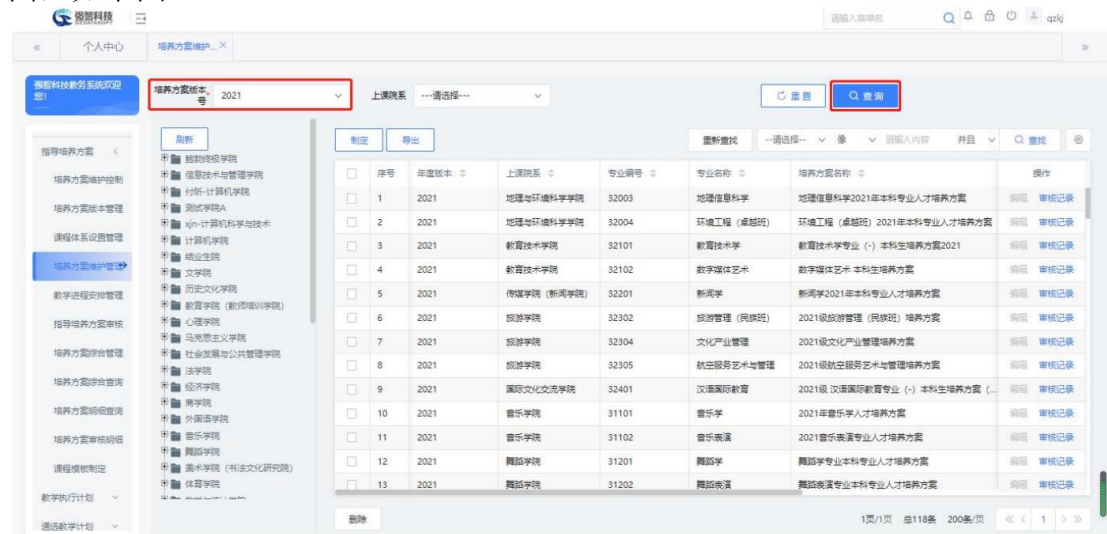 强智科技
请输入菜单名
qzkj
个人中心
培养方案维护...
强智科技教务系统欢迎您!
培养方案版本号 2021
上课院系 ---请选择---
重置
查询
指导培养方案
培养方案维护控制
培养方案版本管理
课程体系设置管理
培养方案维护管理
教学进程安排管理
指导培养方案审核
培养方案综合管理
培养方案综合查询
培养方案明细查询
培养方案审核明细
课程模板制定
教学执行计划
通选教学计划
刷新
信息技术与管理学院
付昕-计算机学院
测试学院A
xjn-计算机科学与技术
计算机学院
结业生院
文学院
历史文化学院
教育学院(教师培训学院)
心理学院
马克思主义学院
社会发展与公共管理学院
法学院
经济学院
商学院
外国语学院
音乐学院
舞蹈学院
美术学院(书法文化研究院)
体育学院
制定 导出 重新查找 --请选择-- 像 请输入内容 并且 查找
序号 年度版本 上课院系 专业编号 专业名称 培养方案名称 操作
1 2021 地理与环境科学学院 32003 地理信息科学 地理信息科学2021年本科专业人才培养方案 编辑 审核记录
2 2021 地理与环境科学学院 32004 环境工程(卓越班) 环境工程(卓越班)2021年本科专业人才培养方案 编辑 审核记录
3 2021 教育技术学院 32101 教育技术学 教育技术学专业(-)本科生培养方案2021 编辑 审核记录
4 2021 教育技术学院 32102 数字媒体艺术 数字媒体艺术 本科生培养方案 编辑 审核记录
5 2021 传媒学院(新闻学院) 32201 新闻学 新闻学2021年本科专业人才培养方案 编辑 审核记录
6 2021 旅游学院 32302 旅游管理(民族班) 2021级旅游管理(民族班)培养方案 编辑 审核记录
7 2021 旅游学院 32304 文化产业管理 2021级文化产业管理培养方案 编辑 审核记录
8 2021 旅游学院 32305 航空服务艺术与管理 2021级航空服务艺术与管理培养方案 编辑 审核记录
9 2021 国际文化交流学院 32401 汉语国际教育 2021级 汉语国际教育专业(-)本科生培养方案(... 编辑 审核记录
10 2021 音乐学院 31101 音乐学 2021年音乐学人才培养方案 编辑 审核记录
11 2021 音乐学院 31102 音乐表演 2021音乐表演专业人才培养方案 编辑 审核记录
12 2021 舞蹈学院 31201 舞蹈学 舞蹈学专业本科专业人才培养方案 编辑 审核记录
13 2021 舞蹈学院 31202 舞蹈表演 舞蹈表演专业本科专业人才培养方案 编辑 审核记录
删除
1页/1页 总118条 200条/页 1